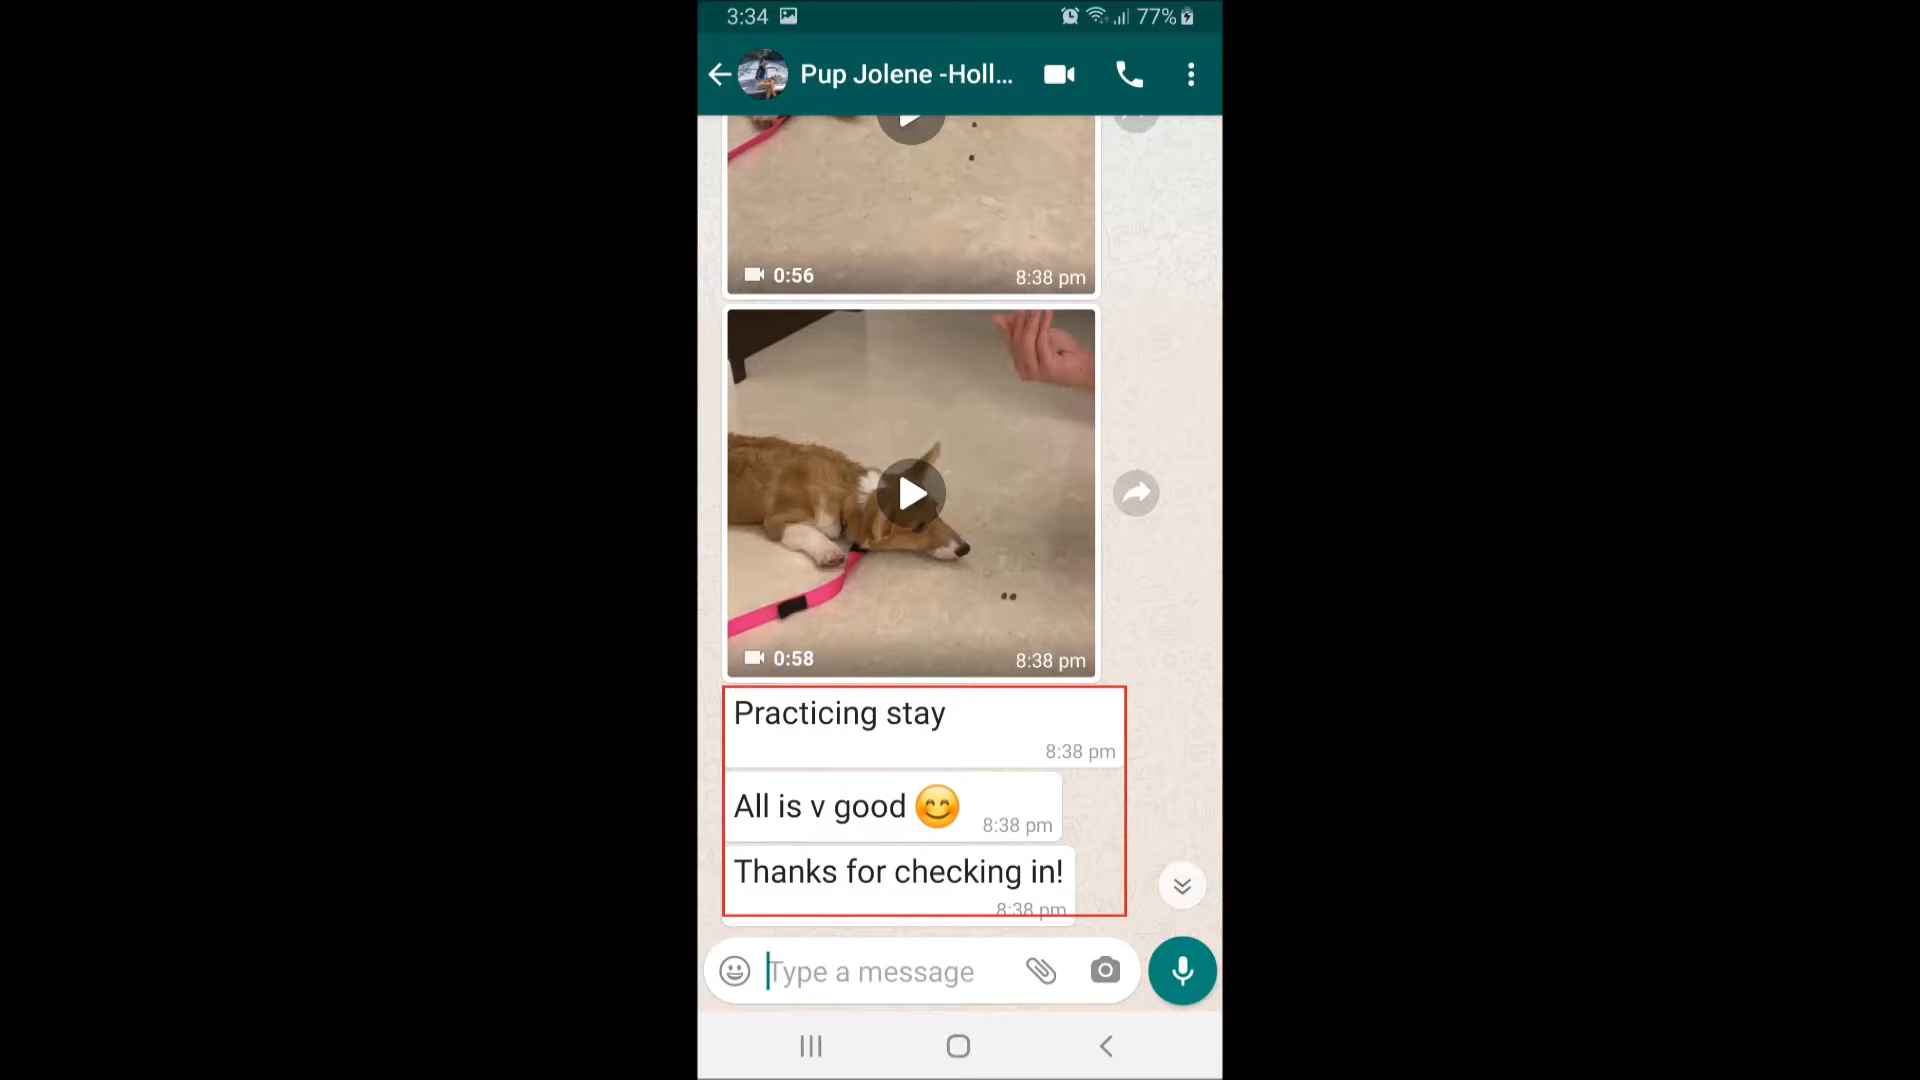 3:34 77%
Pup Jolene -Holl...
0:56 8:38 pm
0:58 8:38 pm
Practicing stay
8:38 pm
All is v good 😊 8:38 pm
Thanks for checking in!
8:38 pm
Type a message